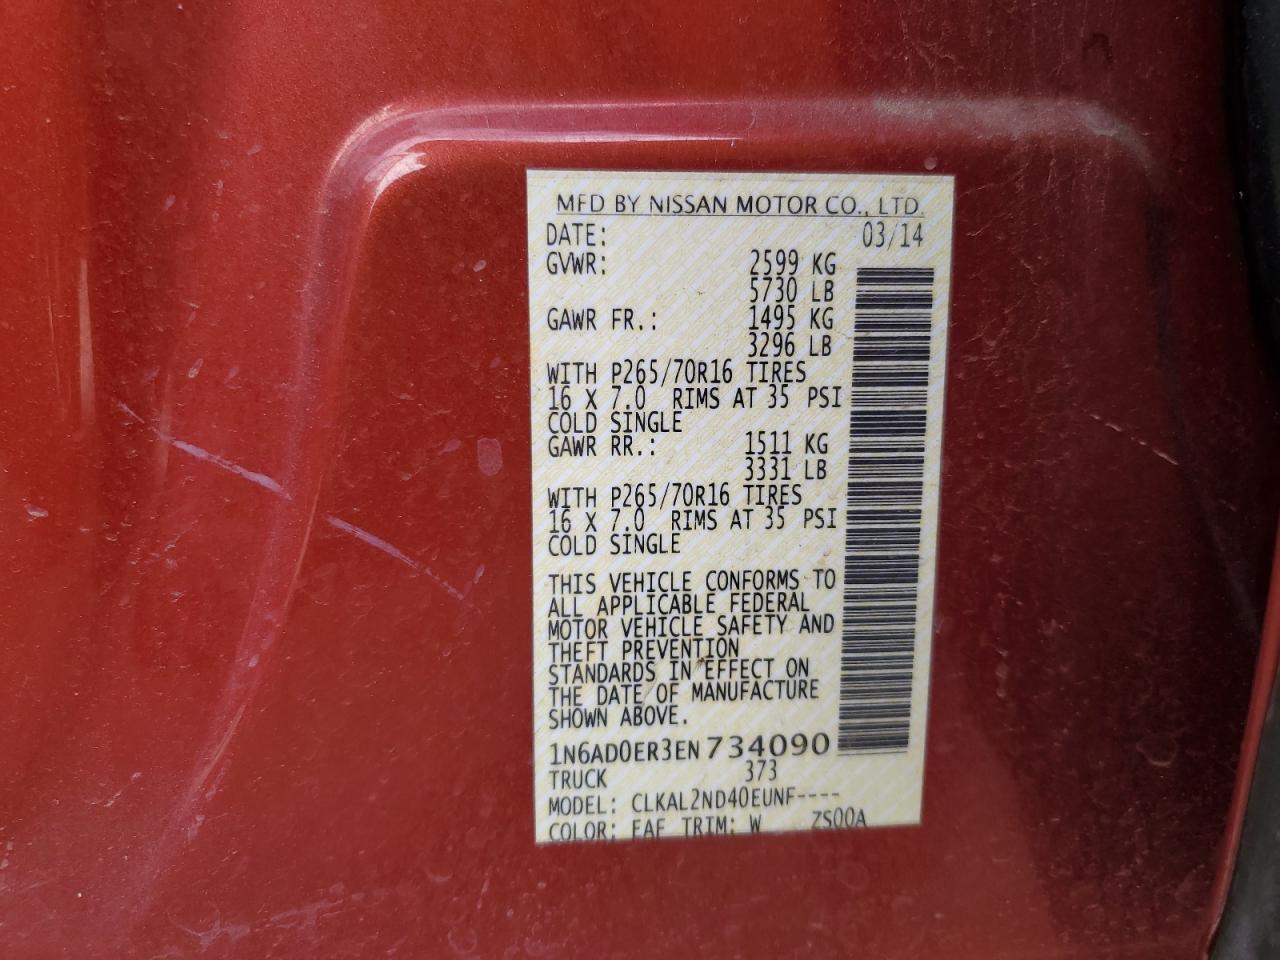 MFD BY NISSAN MOTOR CO., LTD.
DATE: 03/14
GVWR: 2599 KG
5730 LB
GAWR FR.: 1495 KG
3296 LB
WITH P265/70R16 TIRES
16 X 7.0 RIMS AT 35 PSI
COLD SINGLE
GAWR RR.: 1511 KG
3331 LB
WITH P265/70R16 TIRES
16 X 7.0 RIMS AT 35 PSI
COLD SINGLE
THIS VEHICLE CONFORMS TO
ALL APPLICABLE FEDERAL
MOTOR VEHICLE SAFETY AND
THEFT PREVENTION
STANDARDS IN EFFECT ON
THE DATE OF MANUFACTURE
SHOWN ABOVE.
1N6AD0ER3EN734090
TRUCK 373
MODEL: CLKAL2ND40EUNF----
COLOR: EAF TRIM: W ZS00A